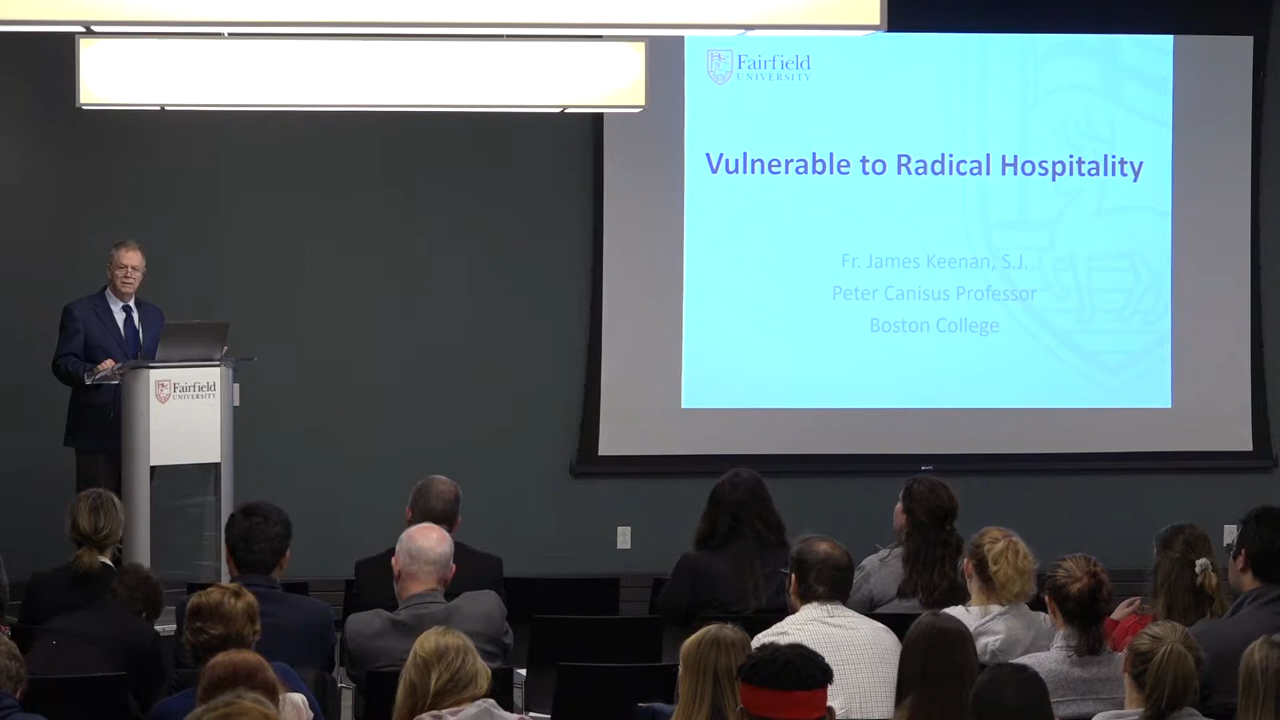 Fairfield
UNIVERSITY
Vulnerable to Radical Hospitality
Fr. James Keenan, S.J.
Peter Canisus Professor
Boston College
Fairfield
UNIVERSITY